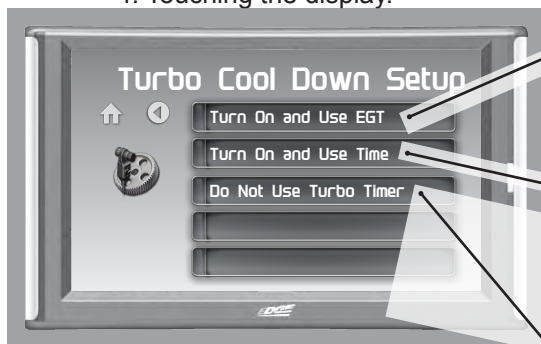 1. Touching the display.
Turbo Cool Down Setup
Turn On and Use EGT
Turn On and Use Time
Do Not Use Turbo Timer
EDGE